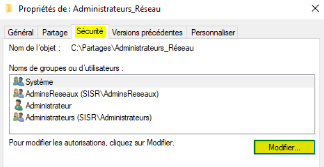 Propriétés de : Administrateurs_Réseau
Général Partage Sécurité Versions précédentes Personnaliser
Nom de l'objet : C:\Partages\Administrateurs_Réseau
Noms de groupes ou d'utilisateurs :
Système
AdminsReseaux (SISR\AdminsReseaux)
Administrateur
Administrateurs (SISR\Administrateurs)
Pour modifier les autorisations, cliquez sur Modifier.
Modifier...